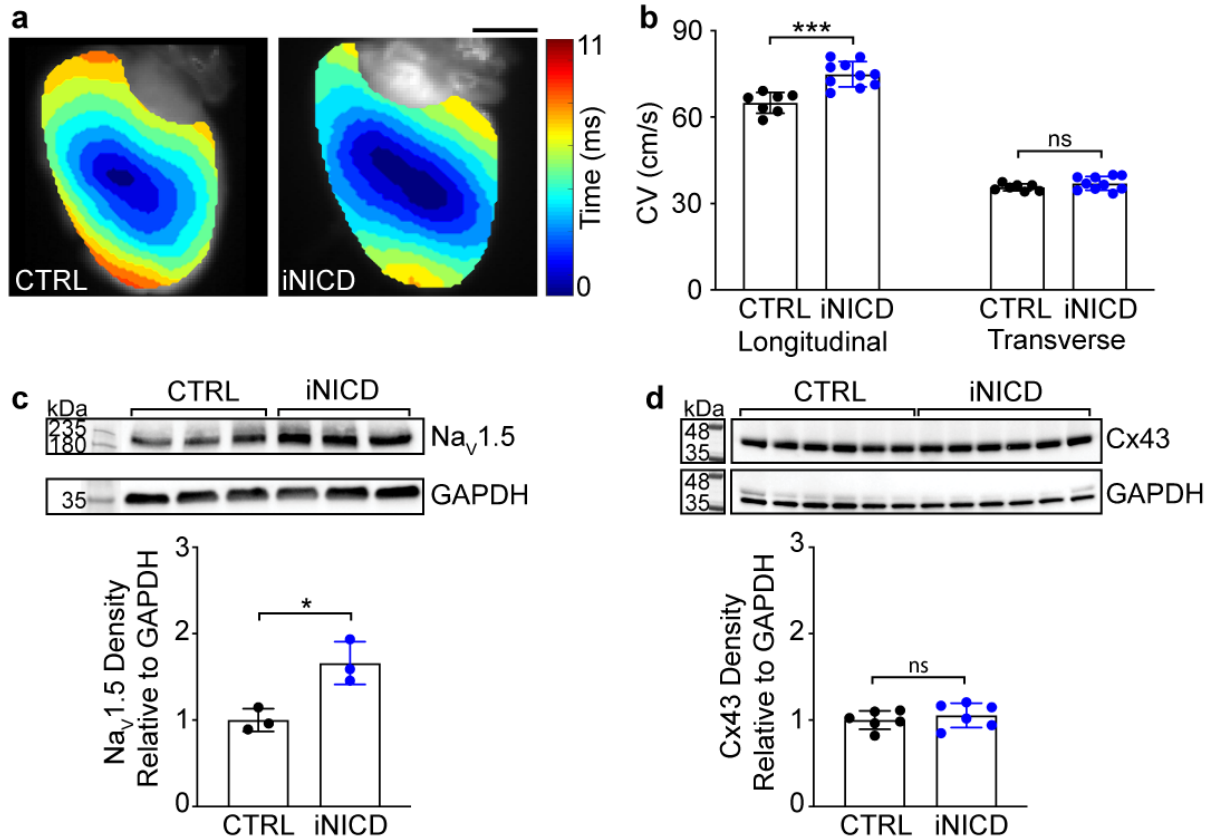 a
CTRL
iNICD
11
Time (ms)
0
b
CV (cm/s)
90
60
30
0
***
ns
CTRL iNICD
Longitudinal
CTRL iNICD
Transverse
c
kDa
CTRL
iNICD
235
180
Nav1.5
35
GAPDH
Nav1.5 Density
Relative to GAPDH
3
2
1
0
*
CTRL iNICD
d
kDa
CTRL
iNICD
48
35
Cx43
48
35
GAPDH
Cx43 Density
Relative to GAPDH
3
2
1
0
ns
CTRL iNICD